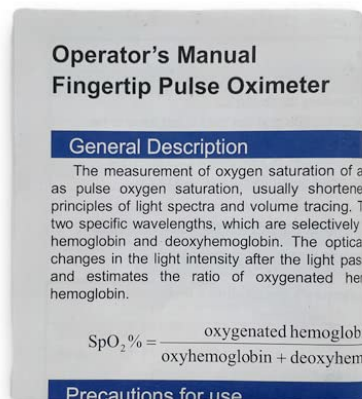 Operator's Manual
Fingertip Pulse Oximeter
General Description
The measurement of oxygen saturation of a
as pulse oxygen saturation, usually shortene
principles of light spectra and volume tracing. T
two specific wavelengths, which are selectively
hemoglobin and deoxyhemoglobin. The optica
changes in the light intensity after the light pas
and estimates the ratio of oxygenated he
hemoglobin.
oxygenated hemoglob
SpO₂% =
oxyhemoglobin + deoxyhem
Precautions for use